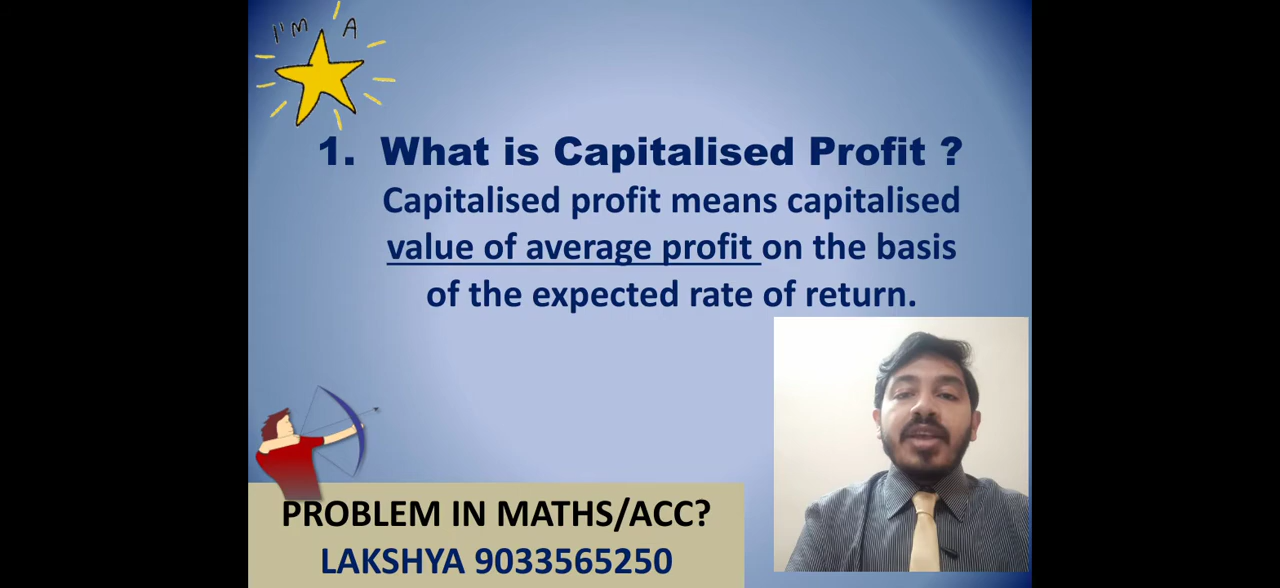 I'M A
1. What is Capitalised Profit ?
Capitalised profit means capitalised
value of average profit on the basis
of the expected rate of return.
PROBLEM IN MATHS/ACC?
LAKSHYA 9033565250